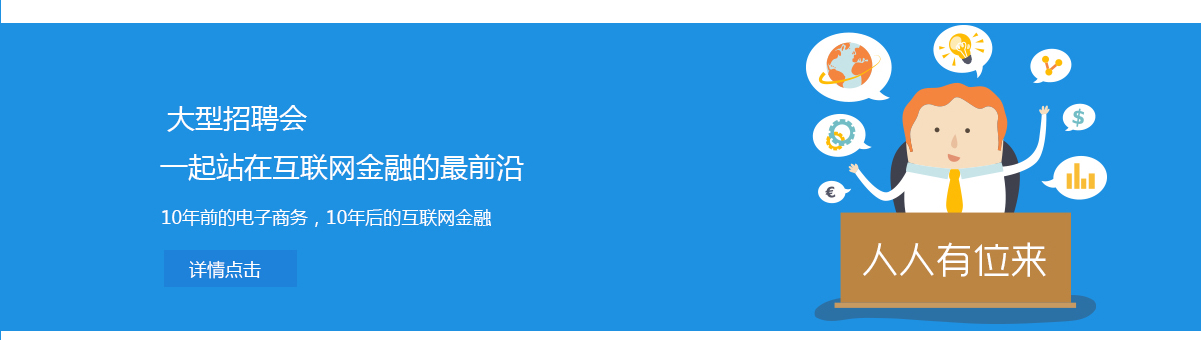 大型招聘会
一起站在互联网金融的最前沿
10年前的电子商务，10年后的互联网金融
详情点击
$
€
人人有位来